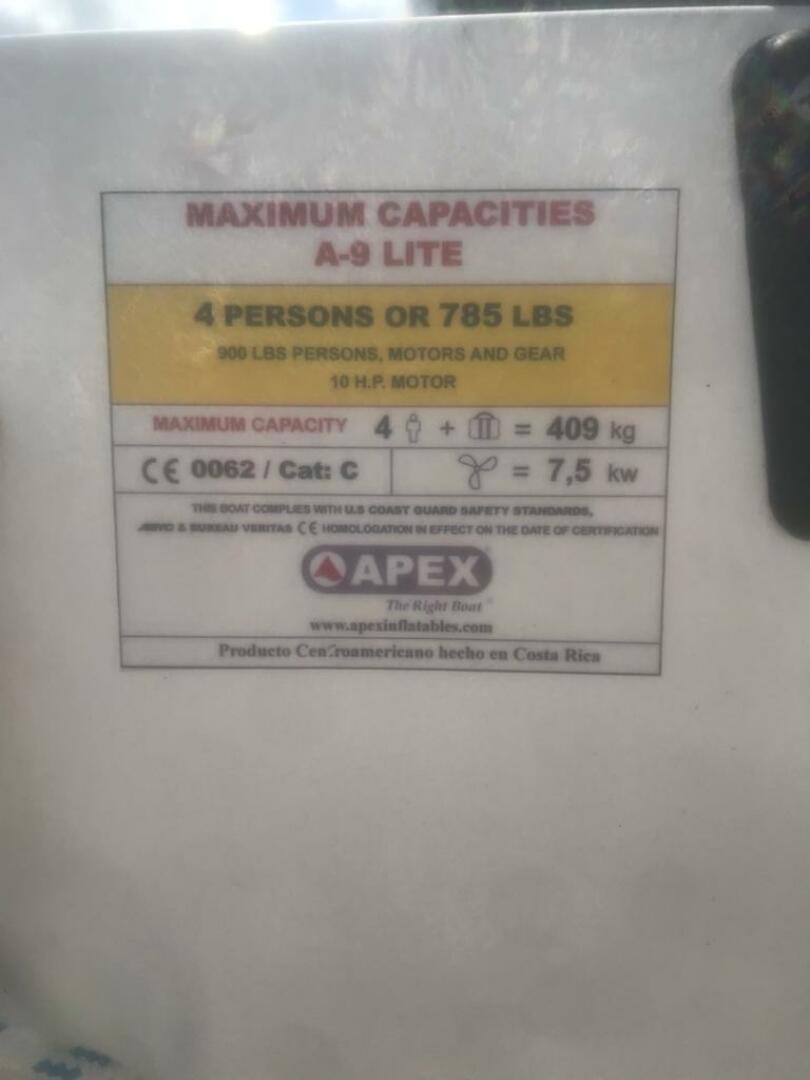 MAXIMUM CAPACITIES
A-9 LITE
4 PERSONS OR 785 LBS
900 LBS PERSONS, MOTORS AND GEAR
10 H.P. MOTOR
MAXIMUM CAPACITY 4 + = 409 kg
CE 0062 / Cat: C = 7,5 kw
THIS BOAT COMPLIES WITH U.S COAST GUARD SAFETY STANDARDS,
& BUREAU VERITAS CE HOMOLOGATION IN EFFECT ON THE DATE OF CERTIFICATION
APEX
The Right Boat
www.apexinflatables.com
Producto Centroamericano hecho en Costa Rica